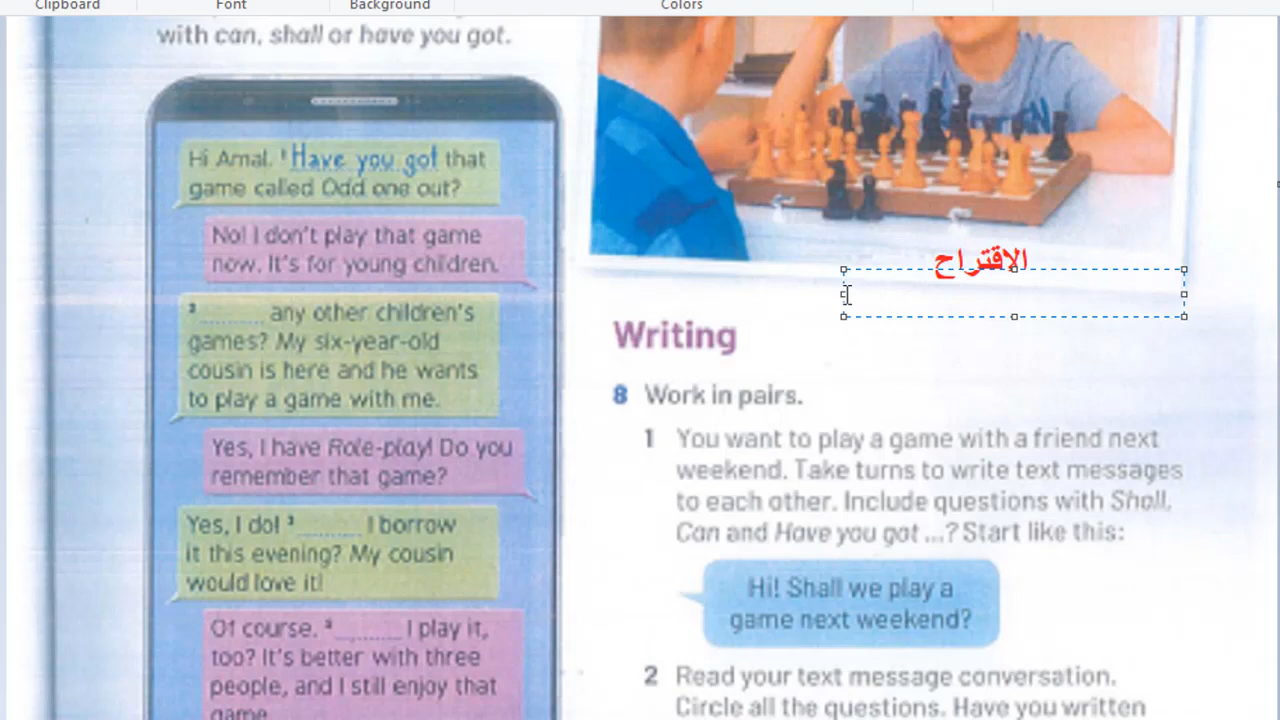 Clipboard
Font
Background
Colors
with can, shall or have you got.
Hi Amal. ¹ Have you got that
game called Odd one out?
No! I don't play that game
now. It's for young children.
² ........ any other children's
games? My six-year-old
cousin is here and he wants
to play a game with me.
Yes, I have Role-play! Do you
remember that game?
Yes, I do! ³ ........ I borrow
it this evening? My cousin
would love it!
Of course. ⁴ ........ I play it,
too? It's better with three
people, and I still enjoy that
game
الاقتراح
Writing
8 Work in pairs.
1 You want to play a game with a friend next
weekend. Take turns to write text messages
to each other. Include questions with Shall,
Can and Have you got ...? Start like this:
Hi! Shall we play a
game next weekend?
2 Read your text message conversation.
Circle all the questions. Have you written